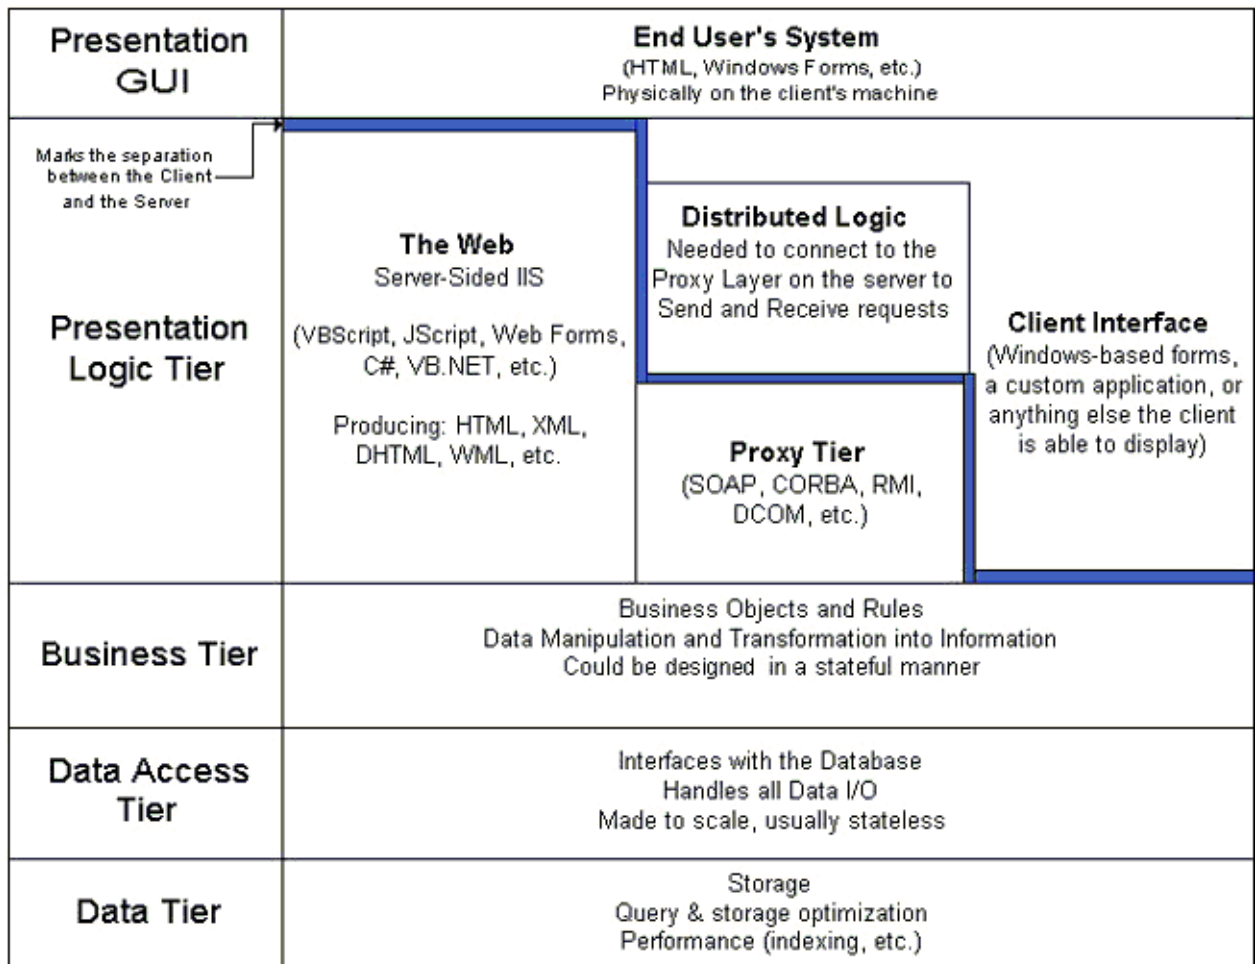 Presentation
GUI
End User's System
(HTML, Windows Forms, etc.)
Physically on the client's machine
Marks the separation
between the Client
and the Server
Presentation
Logic Tier
The Web
Server-Sided IIS
(VBScript, JScript, Web Forms,
C#, VB.NET, etc.)
Producing: HTML, XML,
DHTML, WML, etc.
Distributed Logic
Needed to connect to the
Proxy Layer on the server to
Send and Receive requests
Proxy Tier
(SOAP, CORBA, RMI,
DCOM, etc.)
Client Interface
(Windows-based forms,
a custom application, or
anything else the client
is able to display)
Business Tier
Business Objects and Rules
Data Manipulation and Transformation into Information
Could be designed in a stateful manner
Data Access
Tier
Interfaces with the Database
Handles all Data I/O
Made to scale, usually stateless
Data Tier
Storage
Query & storage optimization
Performance (indexing, etc.)